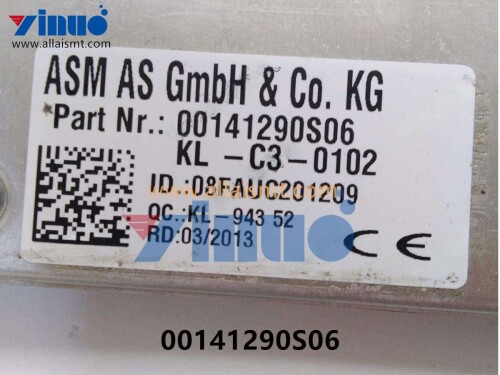 yinuo
www.allaismt.com
ASM AS GmbH & Co. KG
Part Nr.: 00141290S06
KL - C3 - 0102
QC.:KL-943 52
RD:03/2013
CE
yinuo
00141290S06